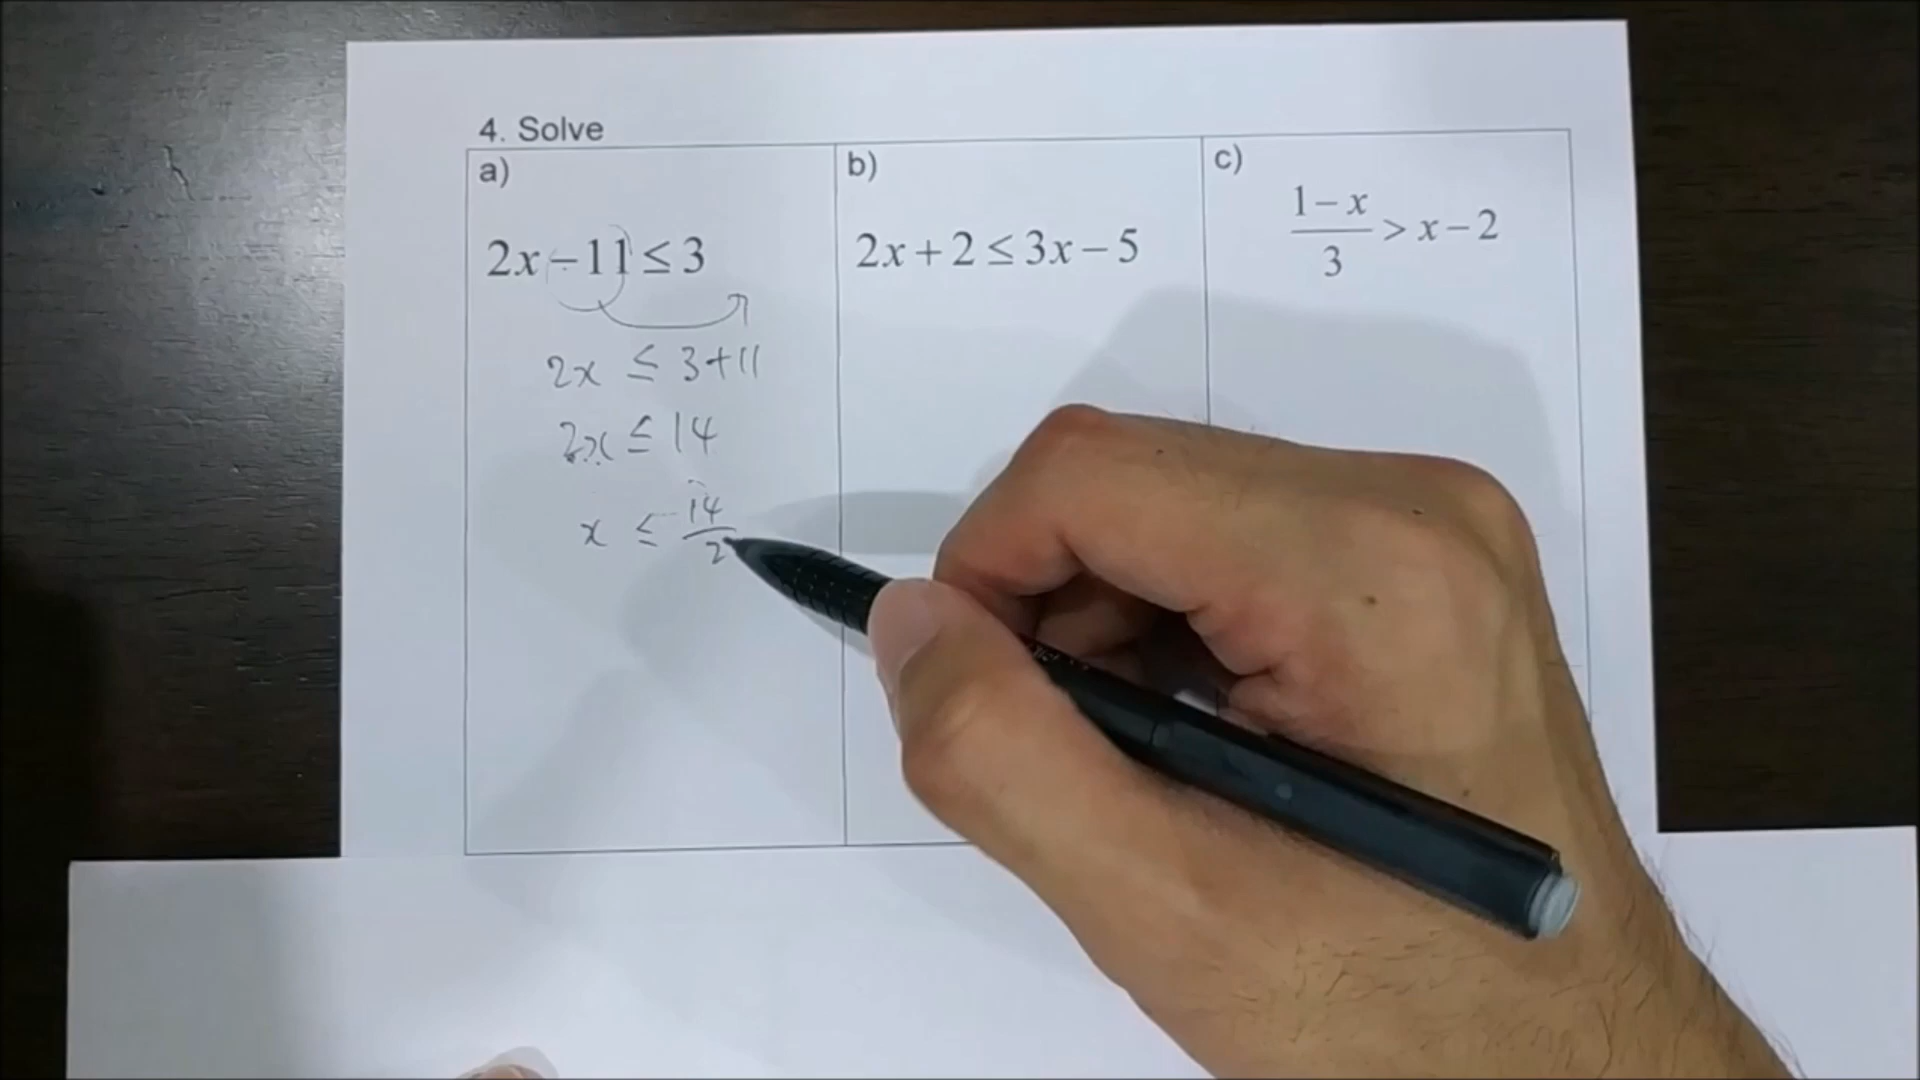 4. Solve
a)
2x − 11 ≤ 3
2x ≤ 3+11
2x ≤ 14
x ≤ 14/2
b)
2x + 2 ≤ 3x − 5
c)
(1 − x)/3 > x − 2